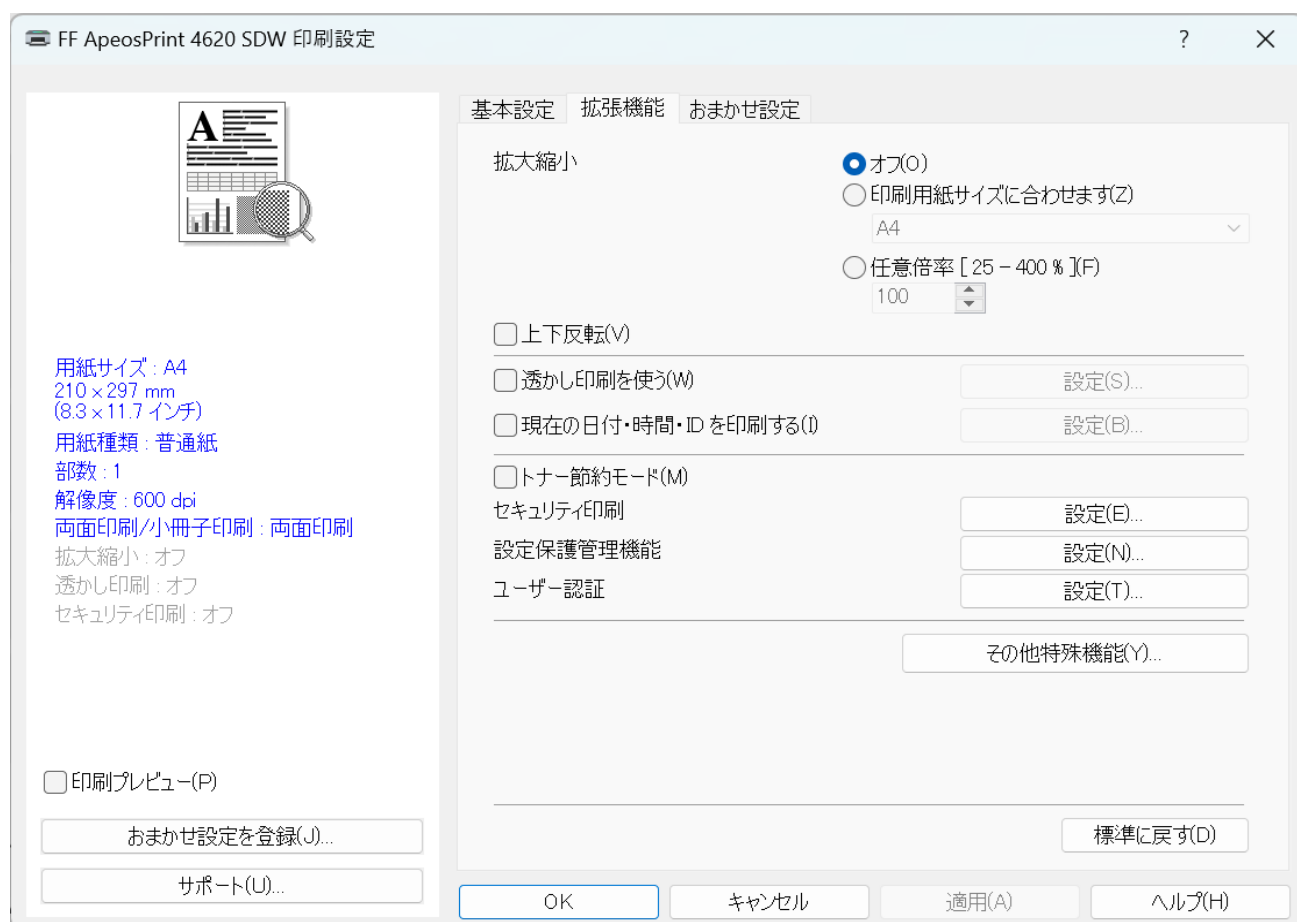 FF ApeosPrint 4620 SDW 印刷設定
?
A
用紙サイズ : A4
210 × 297 mm
(8.3 × 11.7 インチ)
用紙種類 : 普通紙
部数 : 1
解像度 : 600 dpi
両面印刷/小冊子印刷 : 両面印刷
拡大縮小 : オフ
透かし印刷 : オフ
セキュリティ印刷 : オフ
印刷プレビュー(P)
おまかせ設定を登録(J)...
サポート(U)...
基本設定 拡張機能 おまかせ設定
拡大縮小
オフ(O)
印刷用紙サイズに合わせます(Z)
A4
任意倍率 [ 25 – 400 % ](F)
100
上下反転(V)
透かし印刷を使う(W) 設定(S)...
現在の日付・時間・ID を印刷する(I) 設定(B)...
トナー節約モード(M)
セキュリティ印刷 設定(E)...
設定保護管理機能 設定(N)...
ユーザー認証 設定(T)...
その他特殊機能(Y)...
標準に戻す(D)
OK キャンセル 適用(A) ヘルプ(H)